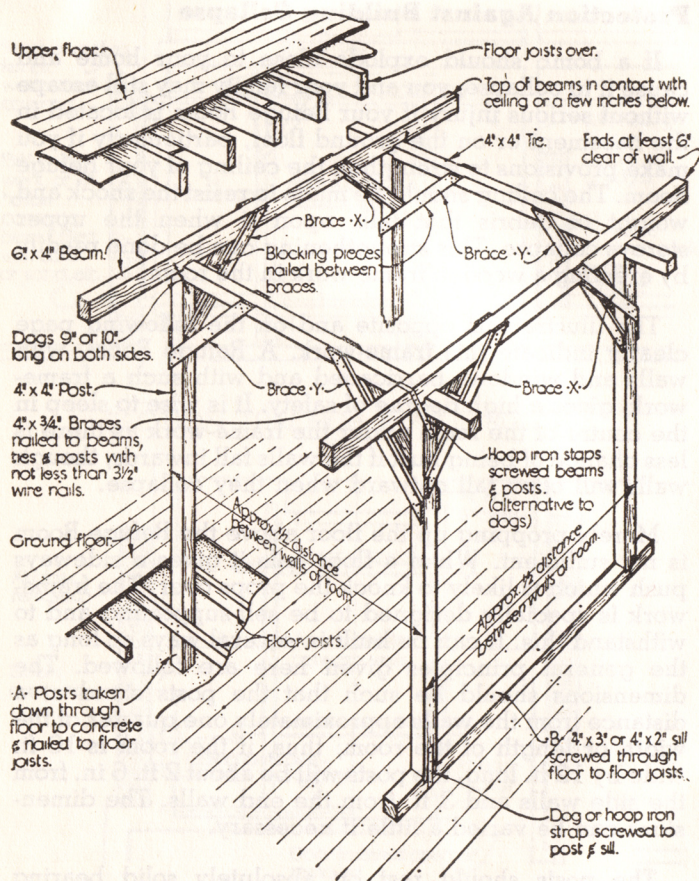 Upper floor.
Floor joists over.
Top of beams in contact with
ceiling or a few inches below.
4" x 4" Tie.
Ends at least 6"
clear of wall.
Brace ·X·
6" x 4" Beam.
Blocking pieces
nailed between
braces.
Brace ·Y·
Dogs 9" or 10"
long on both sides.
4" x 4" Post.
Brace ·Y·
Brace ·X·
4" x ¾" Braces
nailed to beams,
ties & posts with
not less than 3½"
wire nails.
Hoop iron staps
screwed beams
& posts.
(alternative to
dogs)
Ground floor
Approx. ½ distance
between walls of room.
Approx. ½ distance
between walls of room.
Floor joists.
A· Posts taken
down through
floor to concrete
& nailed to floor
joists.
B· 4" x 3" or 4" x 2" sill
screwed through
floor to floor joists.
Dog or hoop iron
strap screwed to
post & sill.